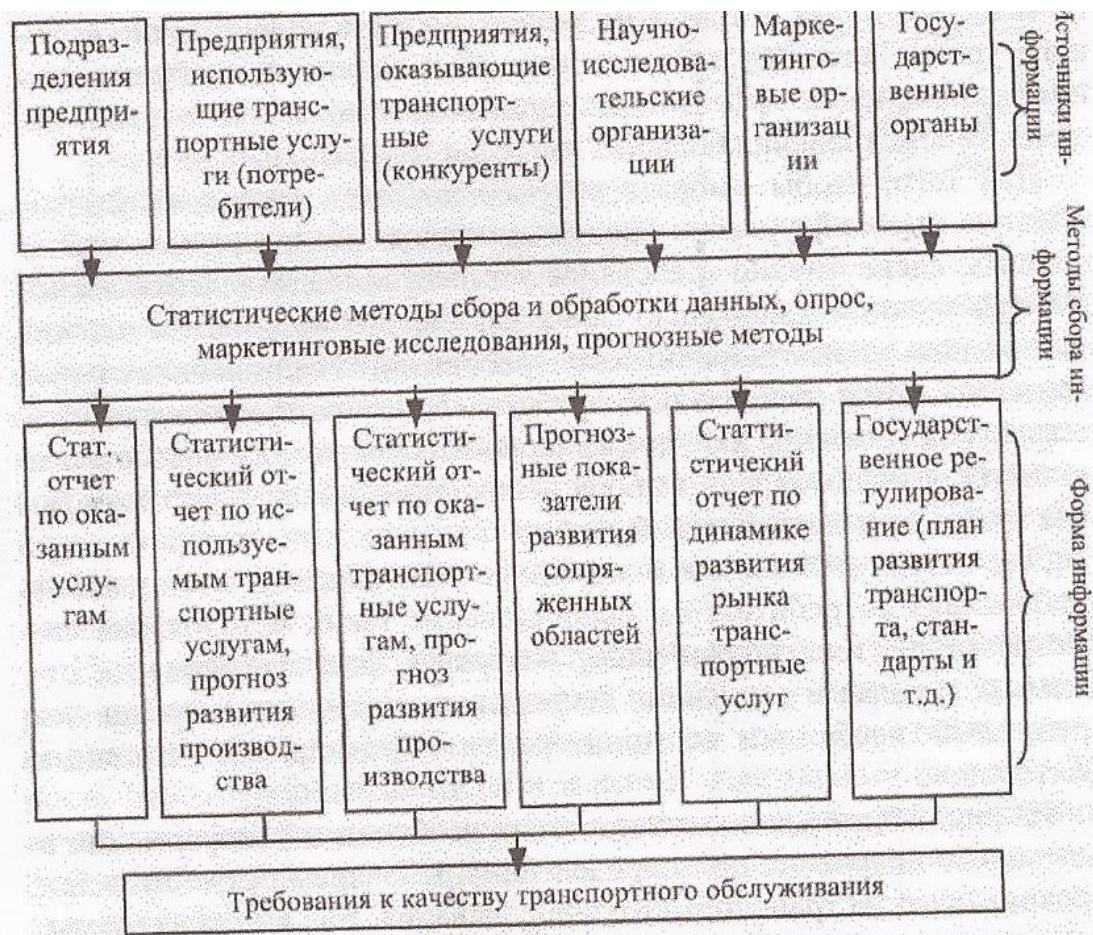 Подраз-
деления
предпри-
ятия
Предприятия,
использую-
щие транс-
портные услу-
ги (потре-
бители)
Предприятия,
оказывающие
транспорт-
ные услуги
(конкуренты)
Научно-
исследова-
тельские
организа-
ции
Марке-
тинго-
вые ор-
ганизац
ии
Госу-
дарст-
венные
органы
Источники ин-
формации
Статистические методы сбора и обработки данных, опрос,
маркетинговые исследования, прогнозные методы
Методы сбора ин-
формации
Стат.
отчет
по ока-
занным
услу-
гам
Статисти-
ческий от-
чет по ис-
пользуе-
мым тран-
спортные
услугам,
прогноз
развития
производ-
ства
Статисти-
ческий от-
чет по ока-
занным
транспорт-
ные услу-
гам, про-
гноз
развития
про-
изводства
Прогноз-
ные пока-
затели
развития
сопря-
женных
областей
Статти-
стичекий
отчет по
динамике
развития
рынка
транс-
портные
услуг
Государст-
венное ре-
гулирова-
ние (план
развития
транспор-
та, стан-
дарты и
т.д.)
Форма информации
Требования к качеству транспортного обслуживания